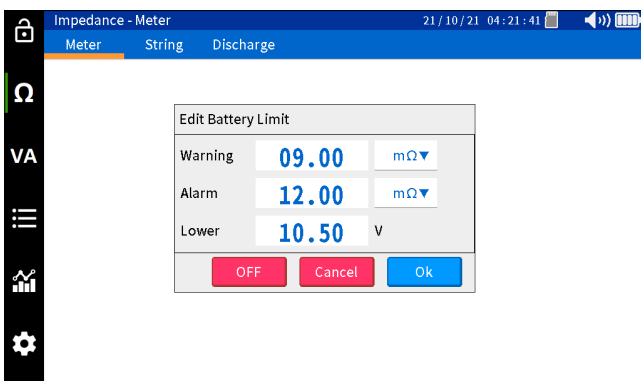 Impedance - Meter 21/10/21 04:21:41
Meter String Discharge
Ω
VA
Edit Battery Limit
Warning 09.00 mΩ▼
Alarm 12.00 mΩ▼
Lower 10.50 V
OFF Cancel Ok